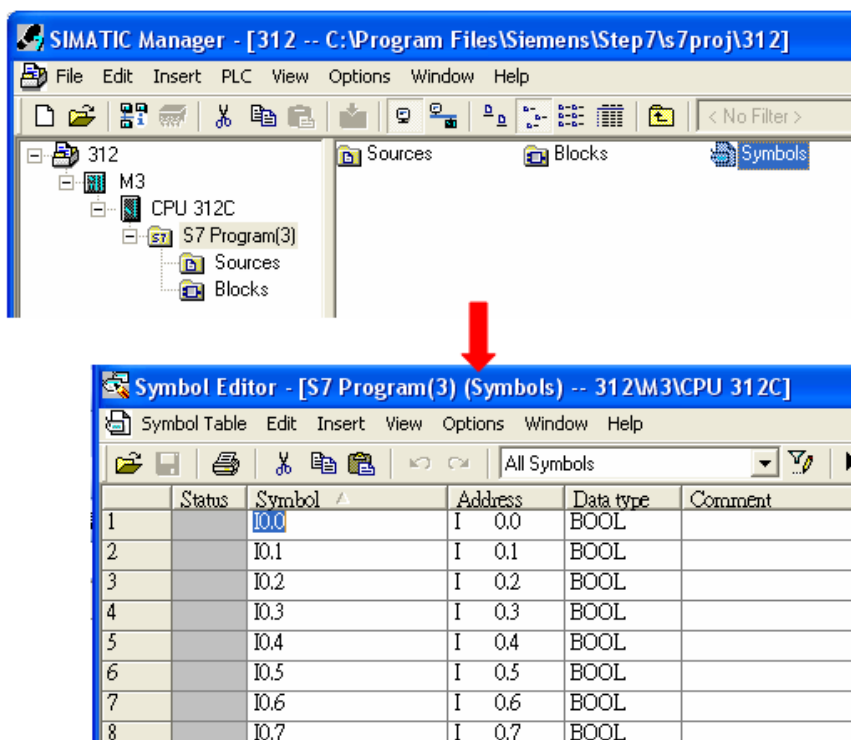 SIMATIC Manager - [312 -- C:\Program Files\Siemens\Step7\s7proj\312]
File Edit Insert PLC View Options Window Help
< No Filter >
312
M3
CPU 312C
S7 Program(3)
Sources
Blocks
Sources Blocks Symbols
Symbol Editor - [S7 Program(3) (Symbols) -- 312\M3\CPU 312C]
Symbol Table Edit Insert View Options Window Help
All Symbols
Status Symbol Address Data type Comment
1 I0.0 I 0.0 BOOL
2 I0.1 I 0.1 BOOL
3 I0.2 I 0.2 BOOL
4 I0.3 I 0.3 BOOL
5 I0.4 I 0.4 BOOL
6 I0.5 I 0.5 BOOL
7 I0.6 I 0.6 BOOL
8 I0.7 I 0.7 BOOL